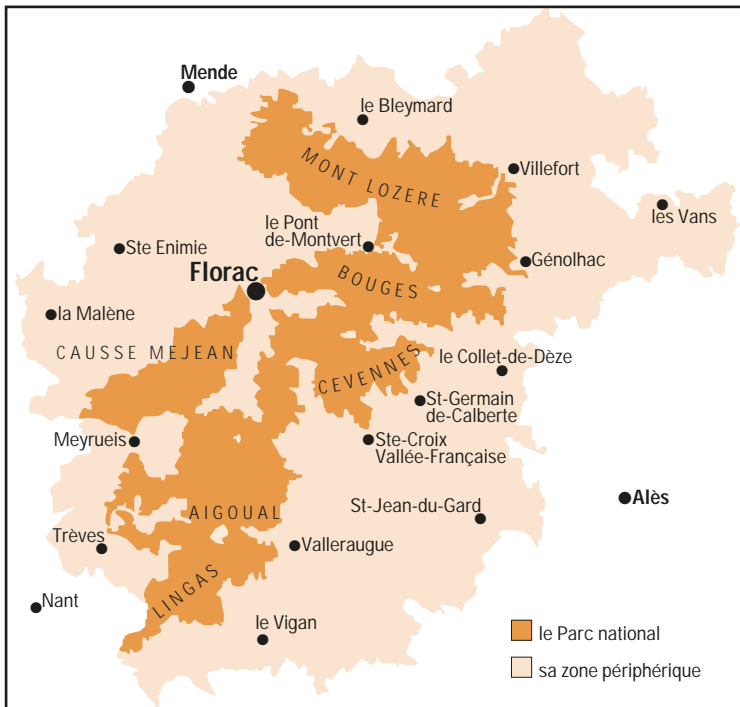 Mende
le Bleymard
MONT LOZERE
Villefort
les Vans
le Pont
de-Montvert
Ste Enimie
Génolhac
Florac
BOUGES
la Malène
CAUSSE MEJEAN
le Collet-de-Dèze
CEVENNES
St-Germain
de-Calberte
Meyrueis
Ste-Croix
Vallée-Française
Alès
AIGOUAL
St-Jean-du-Gard
Trèves
Valleraugue
LINGAS
Nant
le Vigan
le Parc national
sa zone périphérique